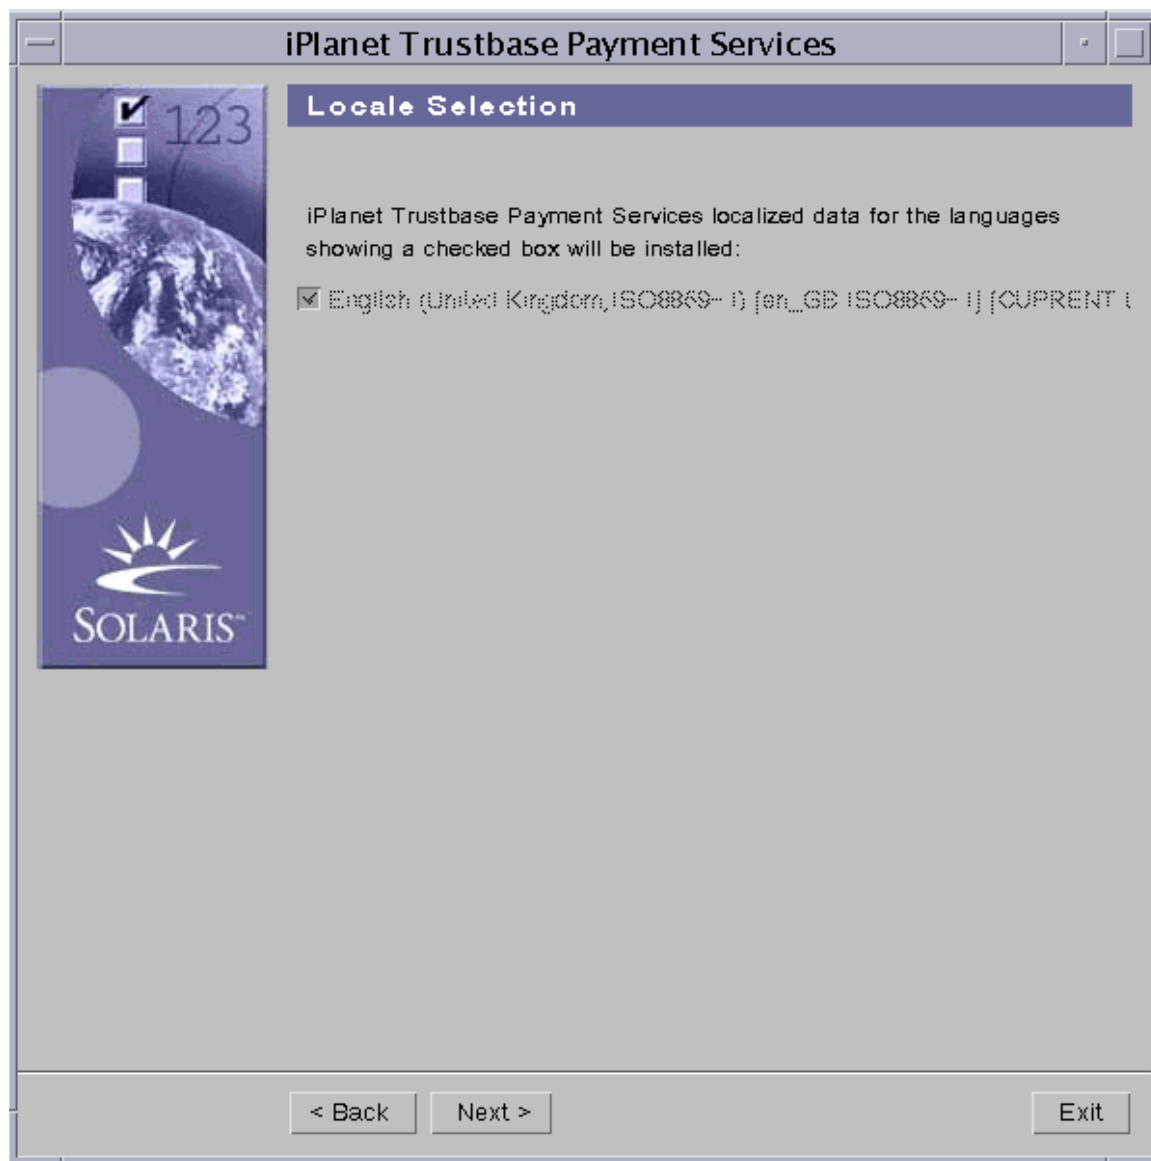 iPlanet Trustbase Payment Services
123
Locale Selection
iPlanet Trustbase Payment Services localized data for the languages
showing a checked box will be installed:
English (United Kingdom, ISO8859-1) [en_GB ISO8859-1] [CURRENT L
SOLARIS™
< Back
Next >
Exit